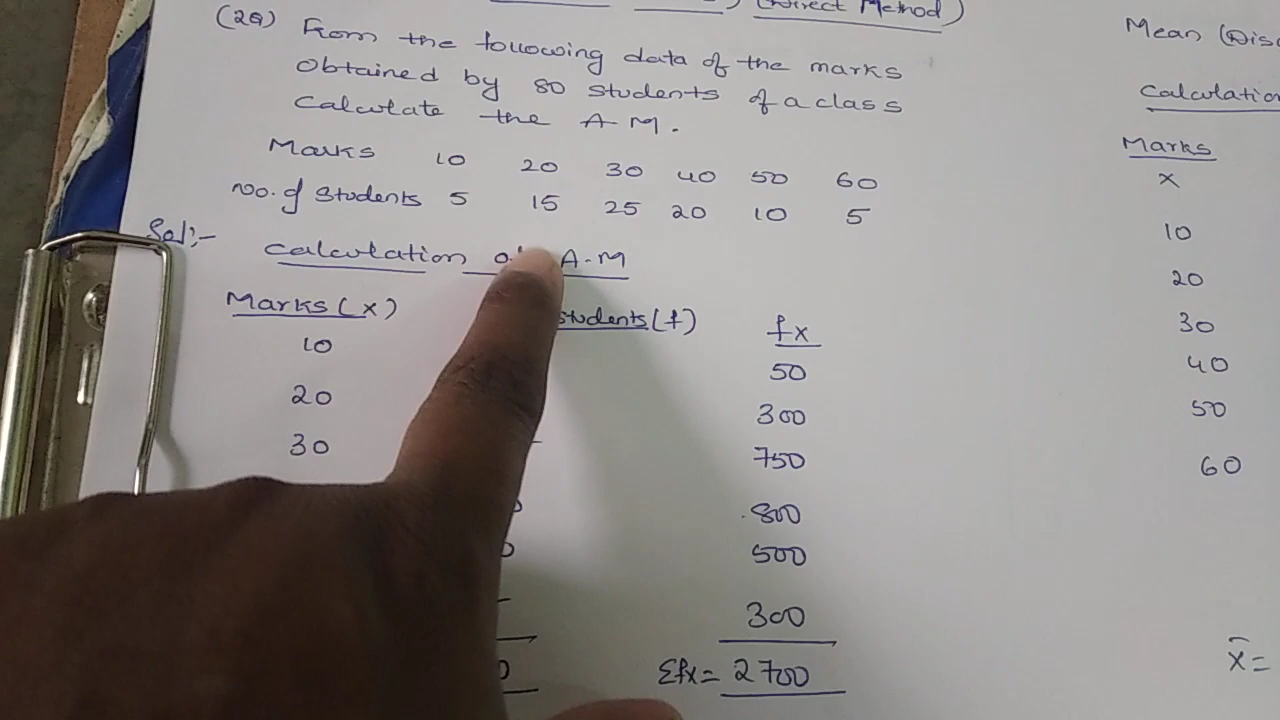 (Direct Method)
(2Q) From the following data of the marks
obtained by 80 students of a class
Calculate the A-M.
Marks 10 20 30 40 50 60
No. of Students 5 15 25 20 10 5
Sol:-
Calculation A-M
Marks (x) students (f) fx
10 50
20 300
30 750
800
500
300
Σfx = 2700
Mean
Calculation
Marks
x
10
20
30
40
50
60
x̄ =